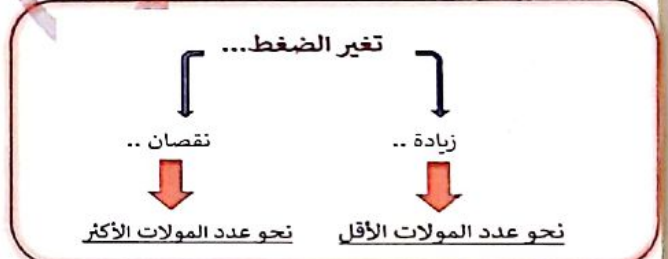 تغير الضغط...
زيادة ..
نقصان ..
نحو عدد المولات الأقل
نحو عدد المولات الأكثر